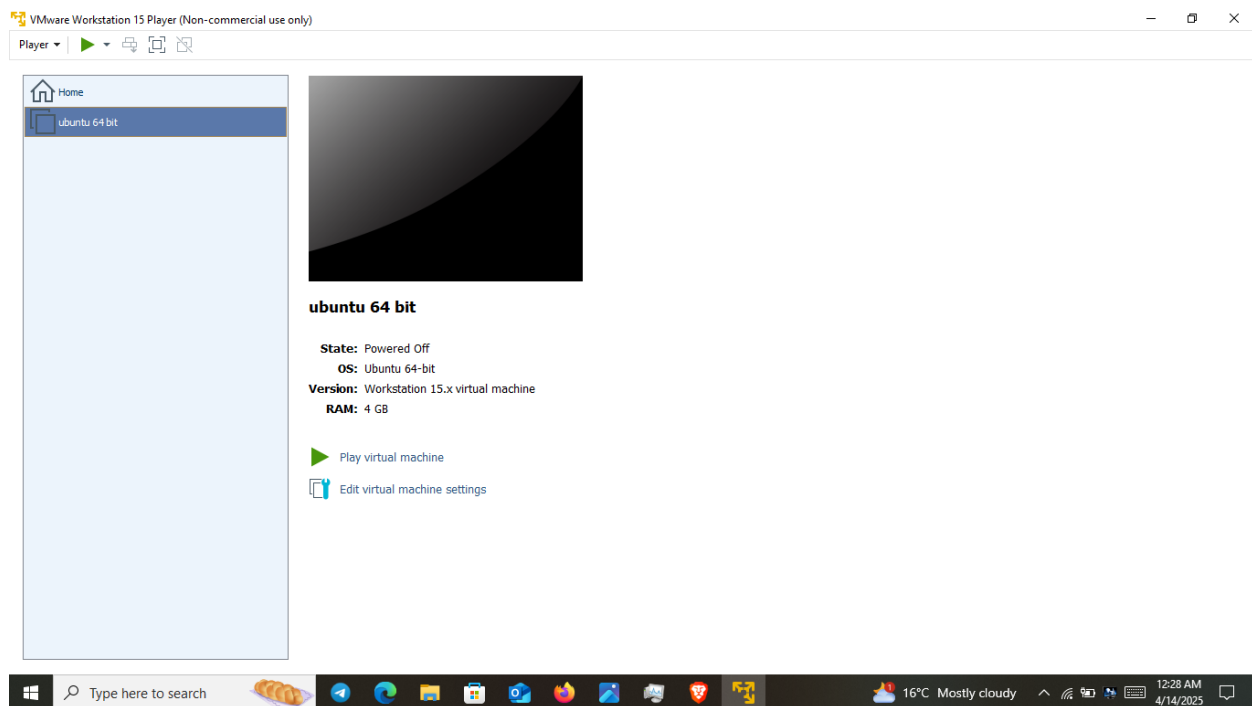 VMware Workstation 15 Player (Non-commercial use only)
Player
Home
ubuntu 64 bit
ubuntu 64 bit
State: Powered Off
OS: Ubuntu 64-bit
Version: Workstation 15.x virtual machine
RAM: 4 GB
Play virtual machine
Edit virtual machine settings
Type here to search
16°C Mostly cloudy
12:28 AM
4/14/2025